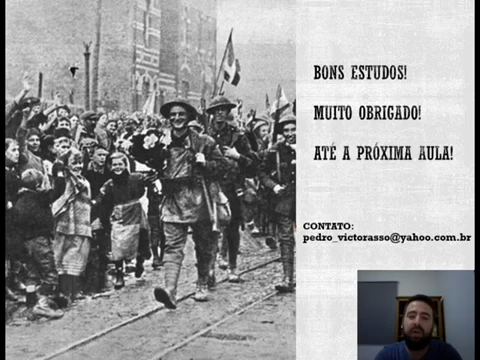 BONS ESTUDOS!
MUITO OBRIGADO!
ATÉ A PRÓXIMA AULA!
CONTATO:
pedro_victorasso@yahoo.com.br